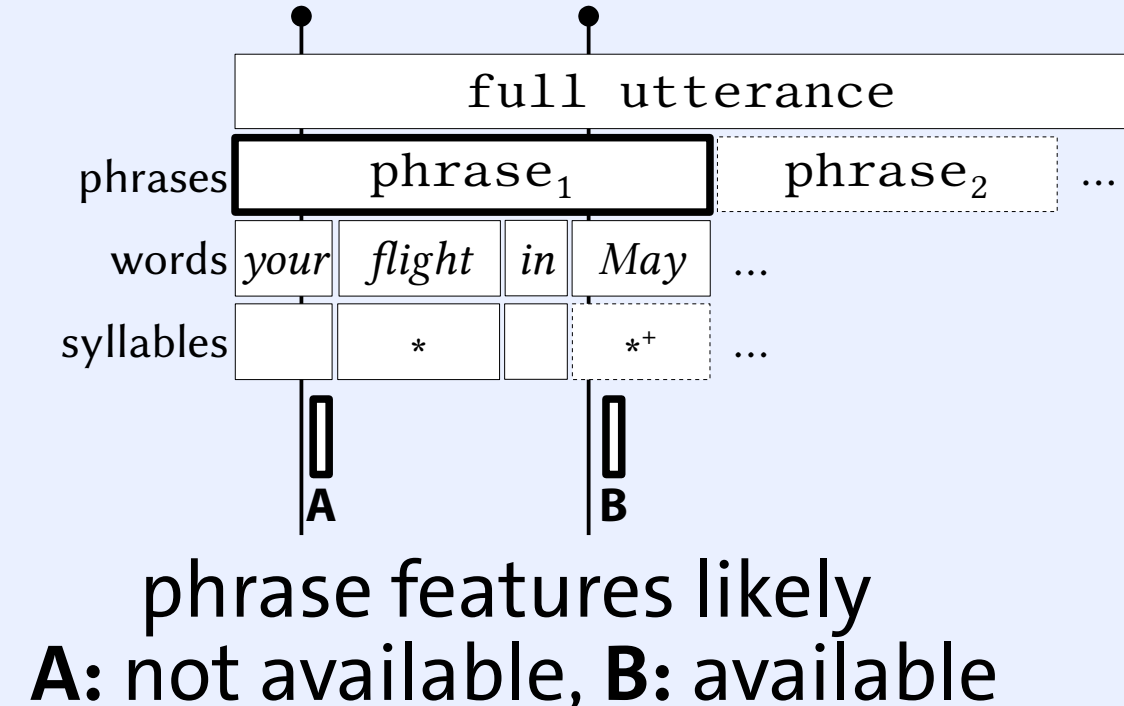 full utterance
phrases phrase₁ phrase₂ ...
words your flight in May ...
syllables * *⁺ ...
A B
phrase features likely
A: not available, B: available